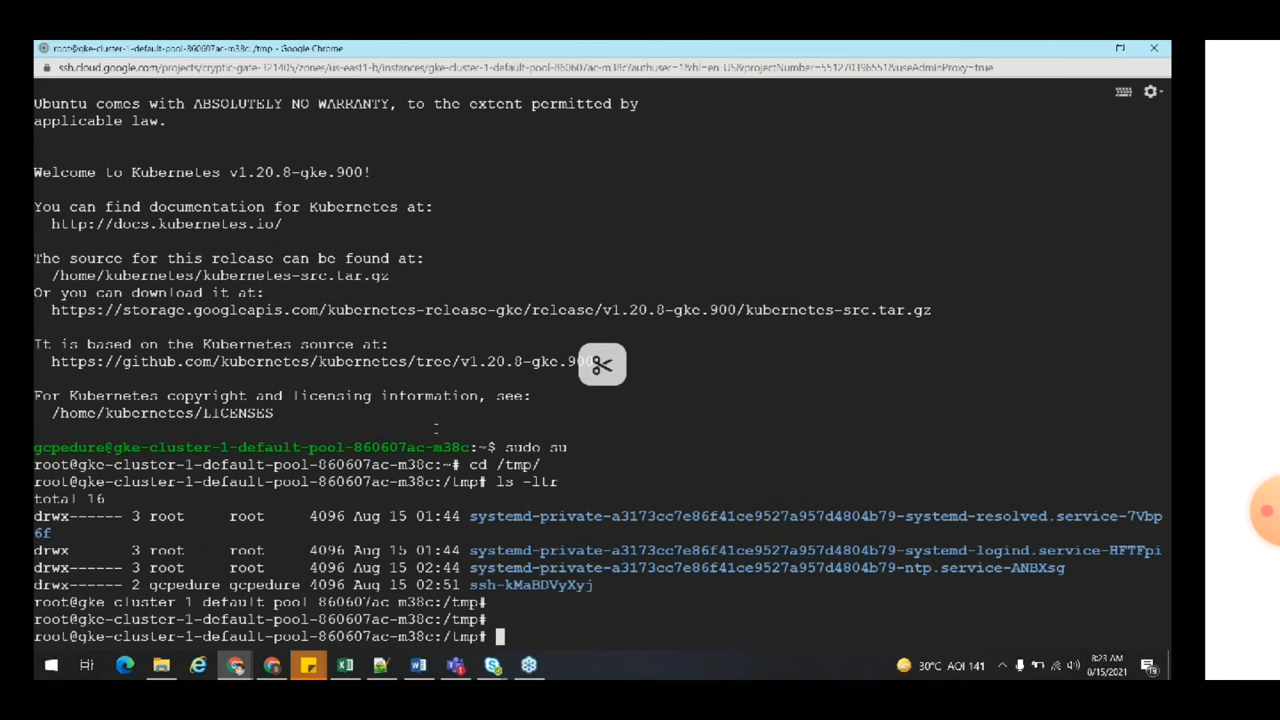 root@gke-cluster-1-default-pool-860607ac-m38c: /tmp - Google Chrome
ssh.cloud.google.com/projects/cryptic-gate-321405/zones/us-east1-b/instances/gke-cluster-1-default-pool-860607ac-m38c?authuser=1&hl=en_US&projectNumber=551270396551&useAdminProxy=true
Ubuntu comes with ABSOLUTELY NO WARRANTY, to the extent permitted by
applicable law.
Welcome to Kubernetes v1.20.8-gke.900!
You can find documentation for Kubernetes at:
http://docs.kubernetes.io/
The source for this release can be found at:
/home/kubernetes/kubernetes-src.tar.gz
Or you can download it at:
https://storage.googleapis.com/kubernetes-release-gke/release/v1.20.8-gke.900/kubernetes-src.tar.gz
It is based on the Kubernetes source at:
https://github.com/kubernetes/kubernetes/tree/v1.20.8-gke.900
For Kubernetes copyright and licensing information, see:
/home/kubernetes/LICENSES
gcpedure@gke-cluster-1-default-pool-860607ac-m38c:~$ sudo su
root@gke-cluster-1-default-pool-860607ac-m38c:~# cd /tmp/
root@gke-cluster-1-default-pool-860607ac-m38c:/tmp# ls -ltr
total 16
drwx------ 3 root root 4096 Aug 15 01:44 systemd-private-a3173cc7e86f41ce9527a957d4804b79-systemd-resolved.service-7Vbp
6f
drwx 3 root root 4096 Aug 15 01:44 systemd-private-a3173cc7e86f41ce9527a957d4804b79-systemd-logind.service-HFTFpi
drwx------ 3 root root 4096 Aug 15 02:44 systemd-private-a3173cc7e86f41ce9527a957d4804b79-ntp.service-ANBXsg
drwx------ 2 gcpedure gcpedure 4096 Aug 15 02:51 ssh-kMaBDVyXyj
root@gke cluster 1 default pool 860607ac m38c:/tmp#
root@gke-cluster-1-default-pool-860607ac-m38c:/tmp#
root@gke-cluster-1-default-pool-860607ac-m38c:/tmp#
30°C AQI 141
8:23 AM
8/15/2021